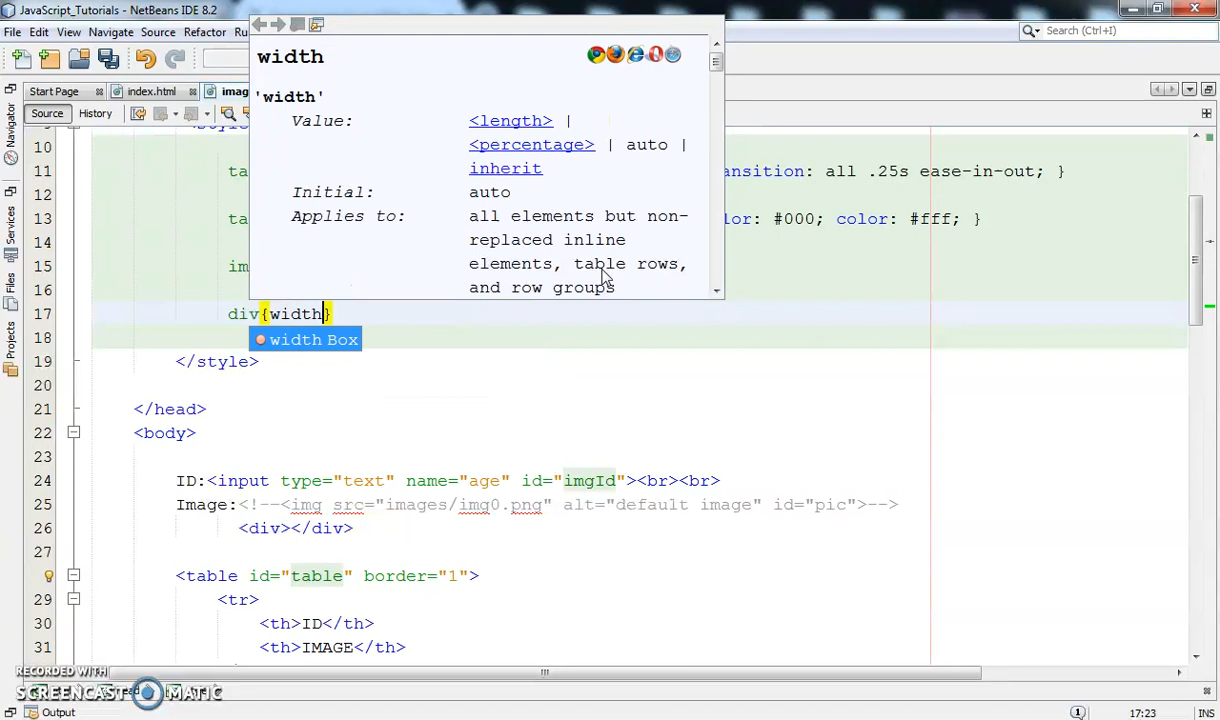 JavaScript_Tutorials - NetBeans IDE 8.2
File Edit View Navigate Source Refactor Ru
Search (Ctrl+I)
Start Page index.html imag
Source History
Navigator
Services
Files
Projects
width
'width'
Value: <length> |
<percentage> | auto |
inherit
Initial: auto
Applies to: all elements but non-
replaced inline
elements, table rows,
and row groups
10
11 ta ansition: all .25s ease-in-out; }
12
13 ta lor: #000; color: #fff; }
14
15 im
16
17 div{width}
width Box
18
19 </style>
20
21 </head>
22 <body>
23
24 ID:<input type="text" name="age" id="imgId"><br><br>
25 Image:<!--<img src="images/img0.png" alt="default image" id="pic">-->
26 <div></div>
27
<table id="table" border="1">
29 <tr>
30 <th>ID</th>
31 <th>IMAGE</th>
RECORDED WITH
SCREENCAST MATIC
Output
1 17:23 INS